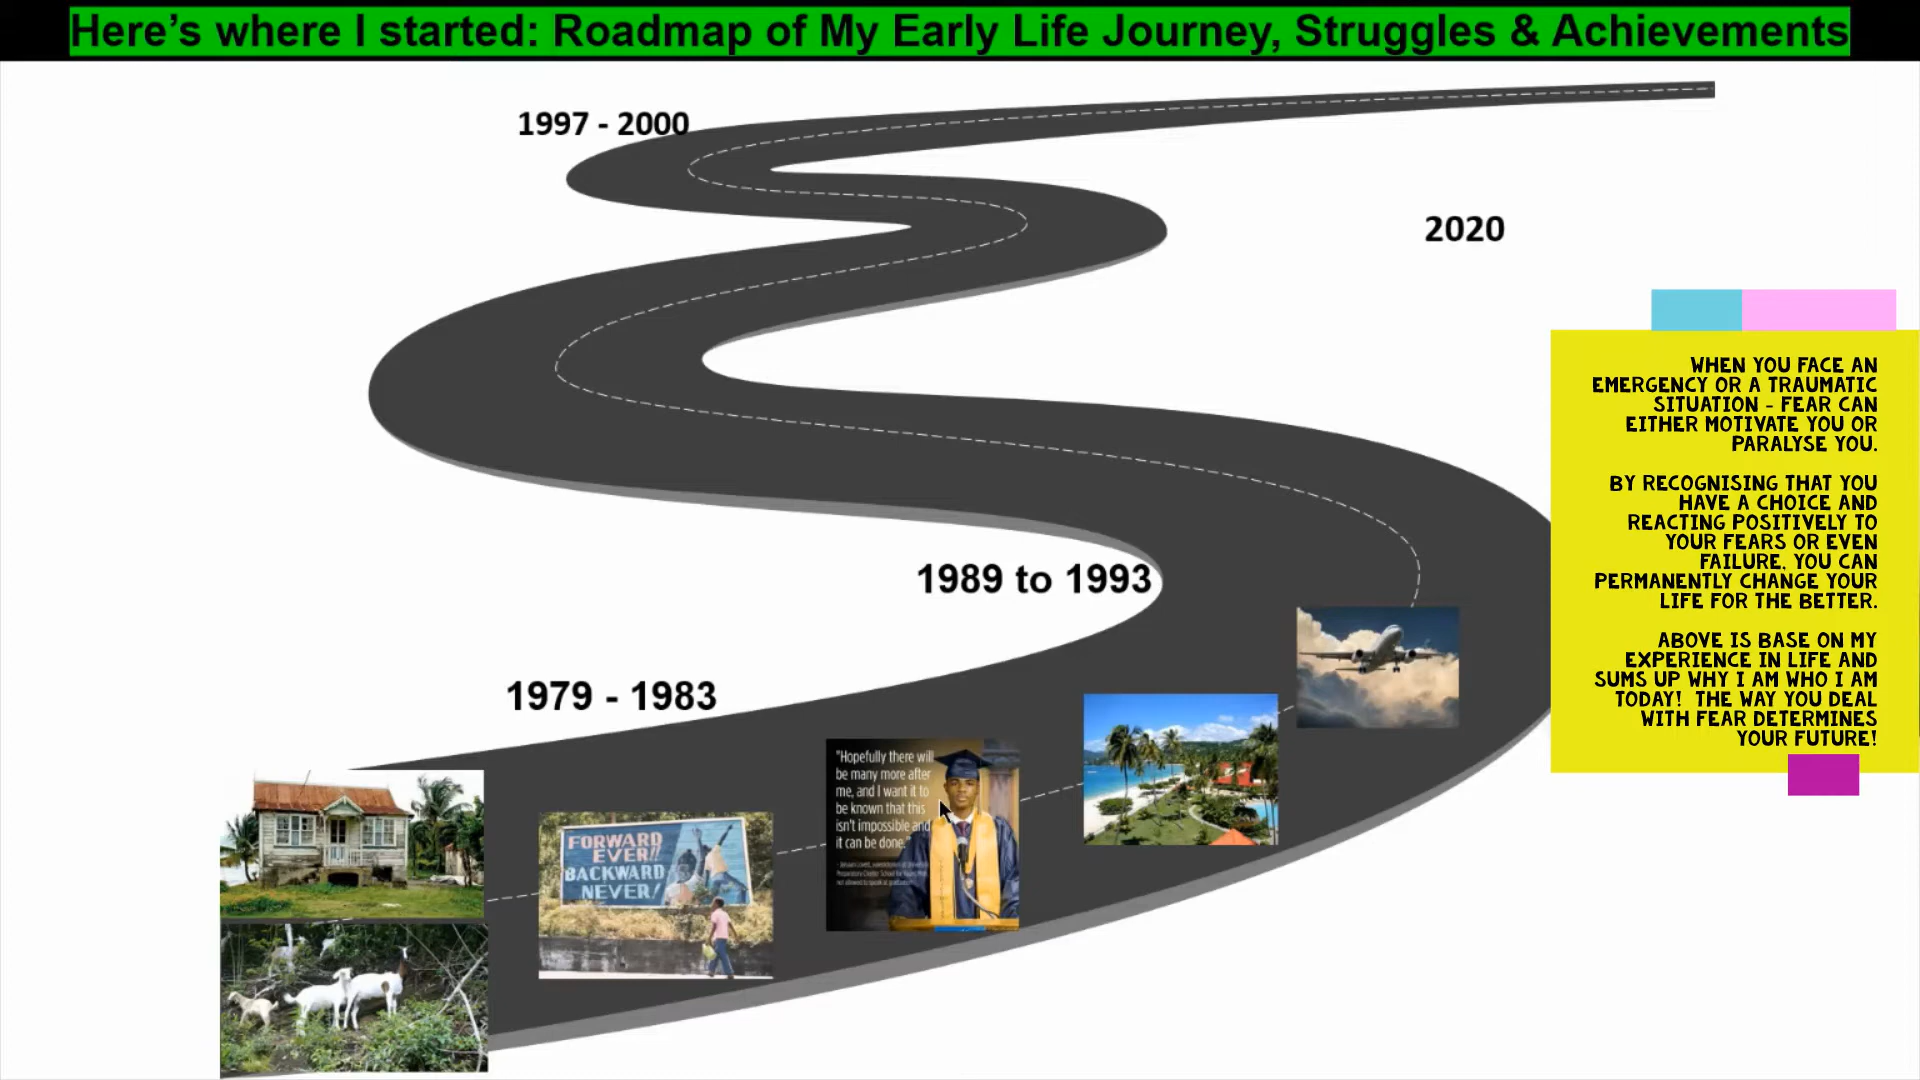 Here's where I started: Roadmap of My Early Life Journey, Struggles & Achievements
1997 - 2000
2020
WHEN YOU FACE AN
EMERGENCY OR A TRAUMATIC
SITUATION - FEAR CAN
EITHER MOTIVATE YOU OR
PARALYSE YOU.
BY RECOGNISING THAT YOU
HAVE A CHOICE AND
REACTING POSITIVELY TO
YOUR FEARS OR EVEN
FAILURE, YOU CAN
PERMANENTLY CHANGE YOUR
LIFE FOR THE BETTER.
ABOVE IS BASE ON MY
EXPERIENCE IN LIFE AND
SUMS UP WHY I AM WHO I AM
TODAY! THE WAY YOU DEAL
WITH FEAR DETERMINES
YOUR FUTURE!
1989 to 1993
1979 - 1983
"Hopefully there will
be many more after
me, and I want it to
be known that this
isn't impossible and
it can be done."
FORWARD
EVER!!
BACKWARD
NEVER!